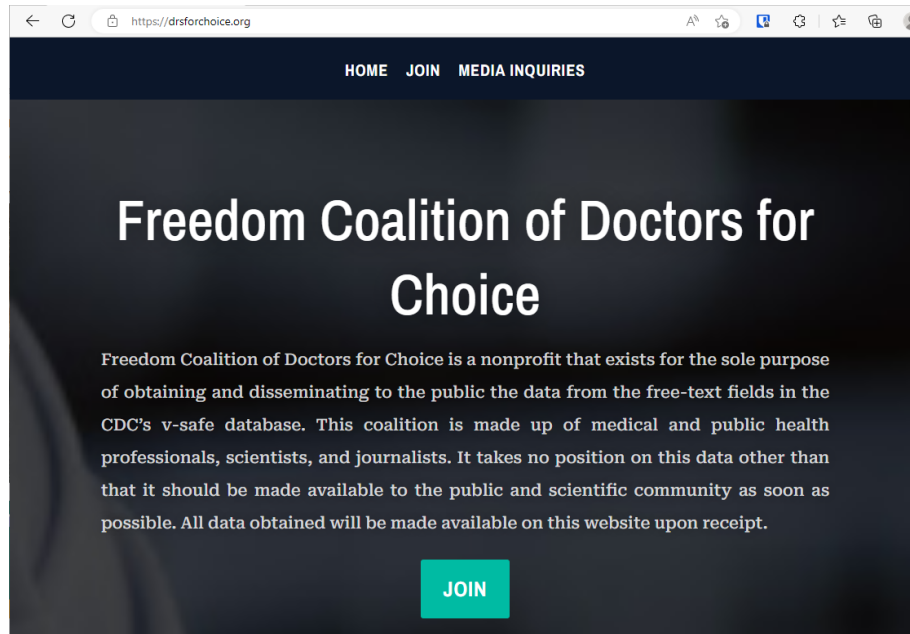 https://drsforchoice.org
HOME JOIN MEDIA INQUIRIES
Freedom Coalition of Doctors for
Choice
Freedom Coalition of Doctors for Choice is a nonprofit that exists for the sole purpose
of obtaining and disseminating to the public the data from the free-text fields in the
CDC’s v-safe database. This coalition is made up of medical and public health
professionals, scientists, and journalists. It takes no position on this data other than
that it should be made available to the public and scientific community as soon as
possible. All data obtained will be made available on this website upon receipt.
JOIN